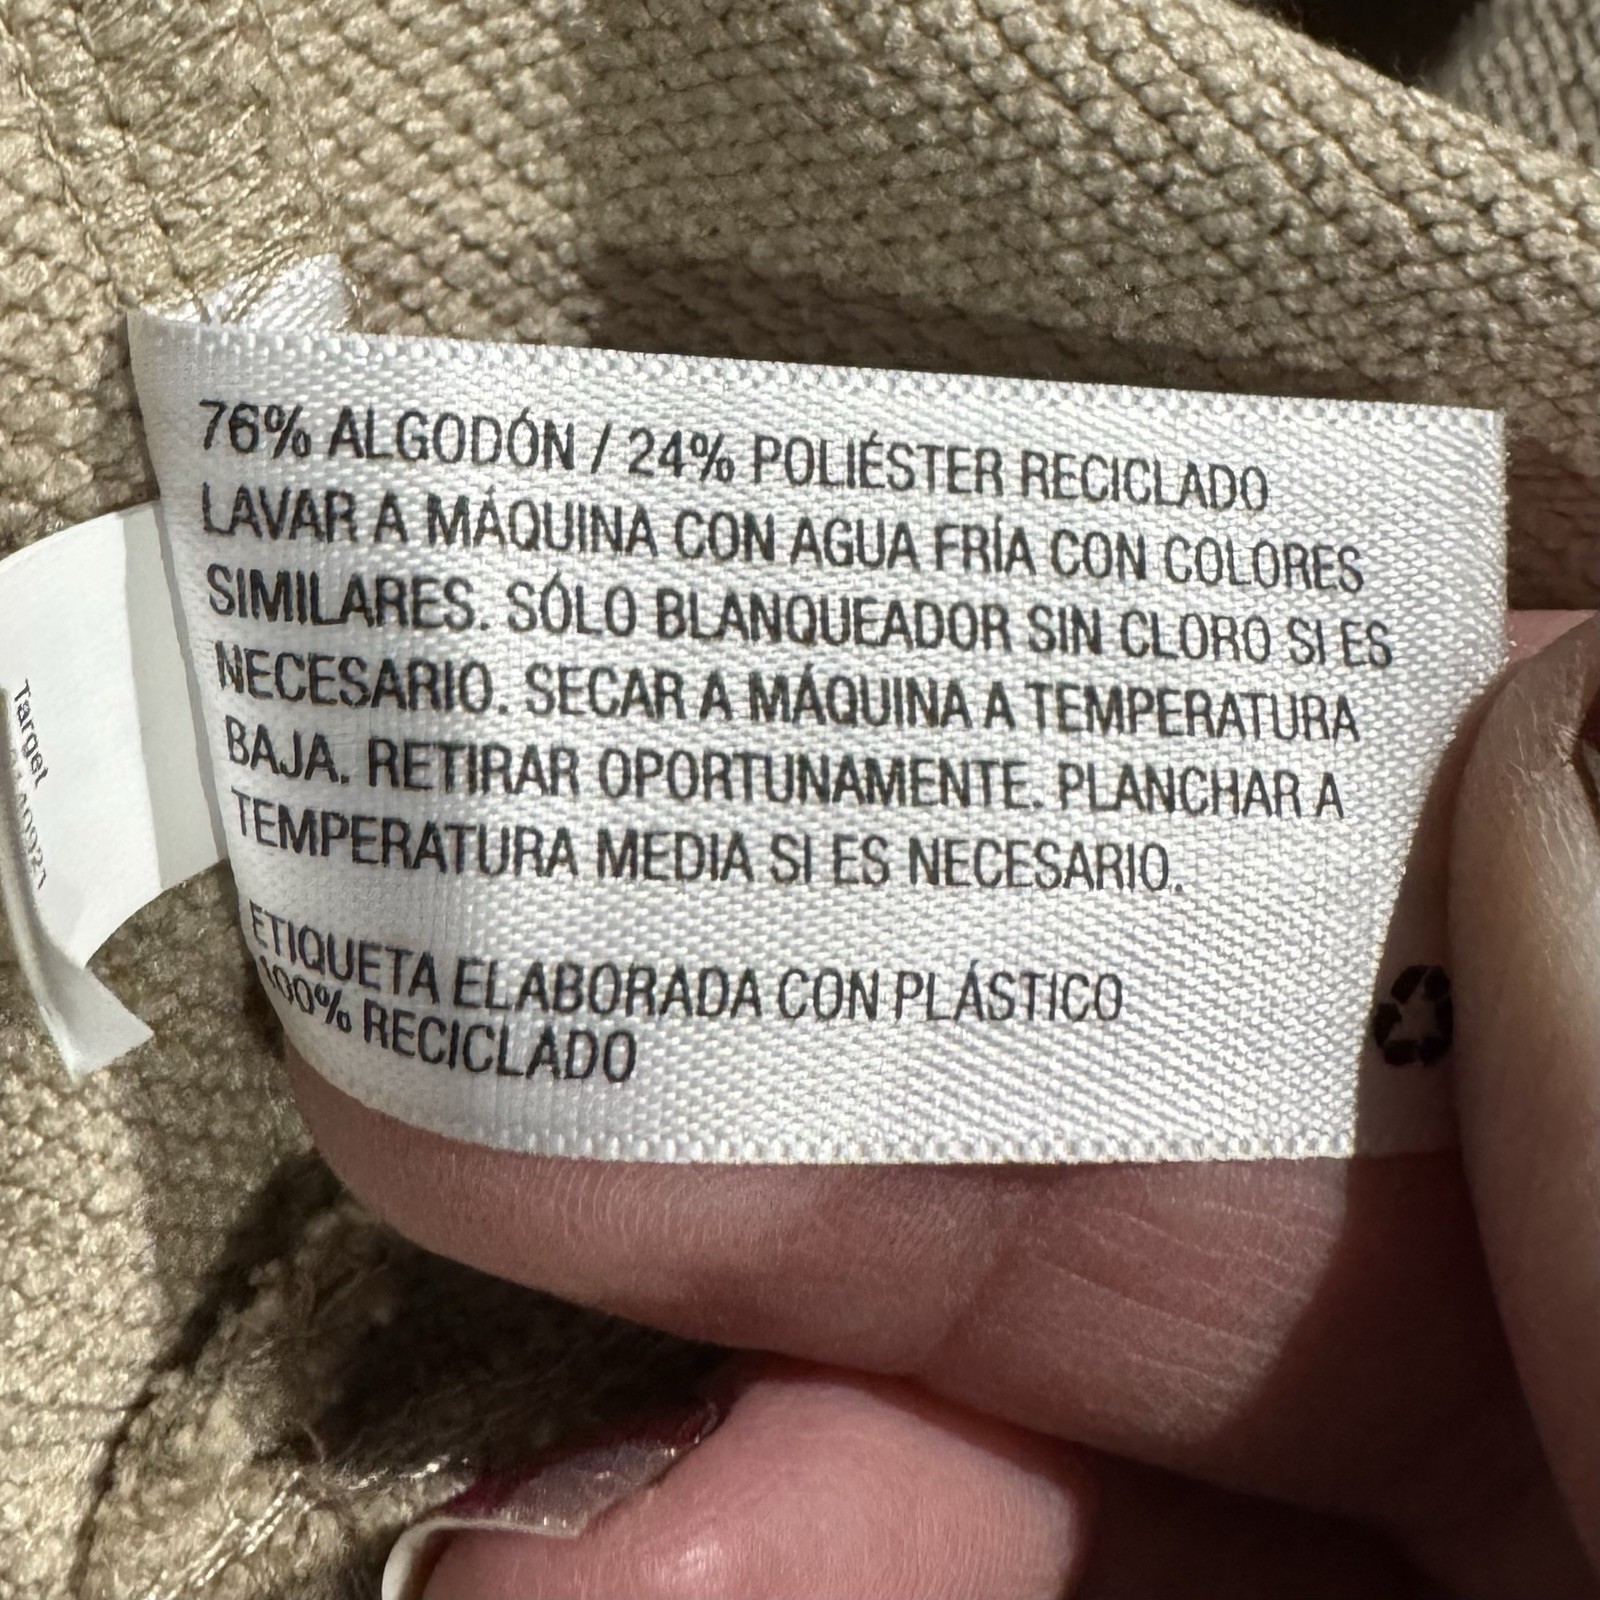 76% ALGODÓN / 24% POLIÉSTER RECICLADO
LAVAR A MÁQUINA CON AGUA FRÍA CON COLORES
SIMILARES. SÓLO BLANQUEADOR SIN CLORO SI ES
NECESARIO. SECAR A MÁQUINA A TEMPERATURA
BAJA. RETIRAR OPORTUNAMENTE. PLANCHAR A
TEMPERATURA MEDIA SI ES NECESARIO.
ETIQUETA ELABORADA CON PLÁSTICO
100% RECICLADO
Target